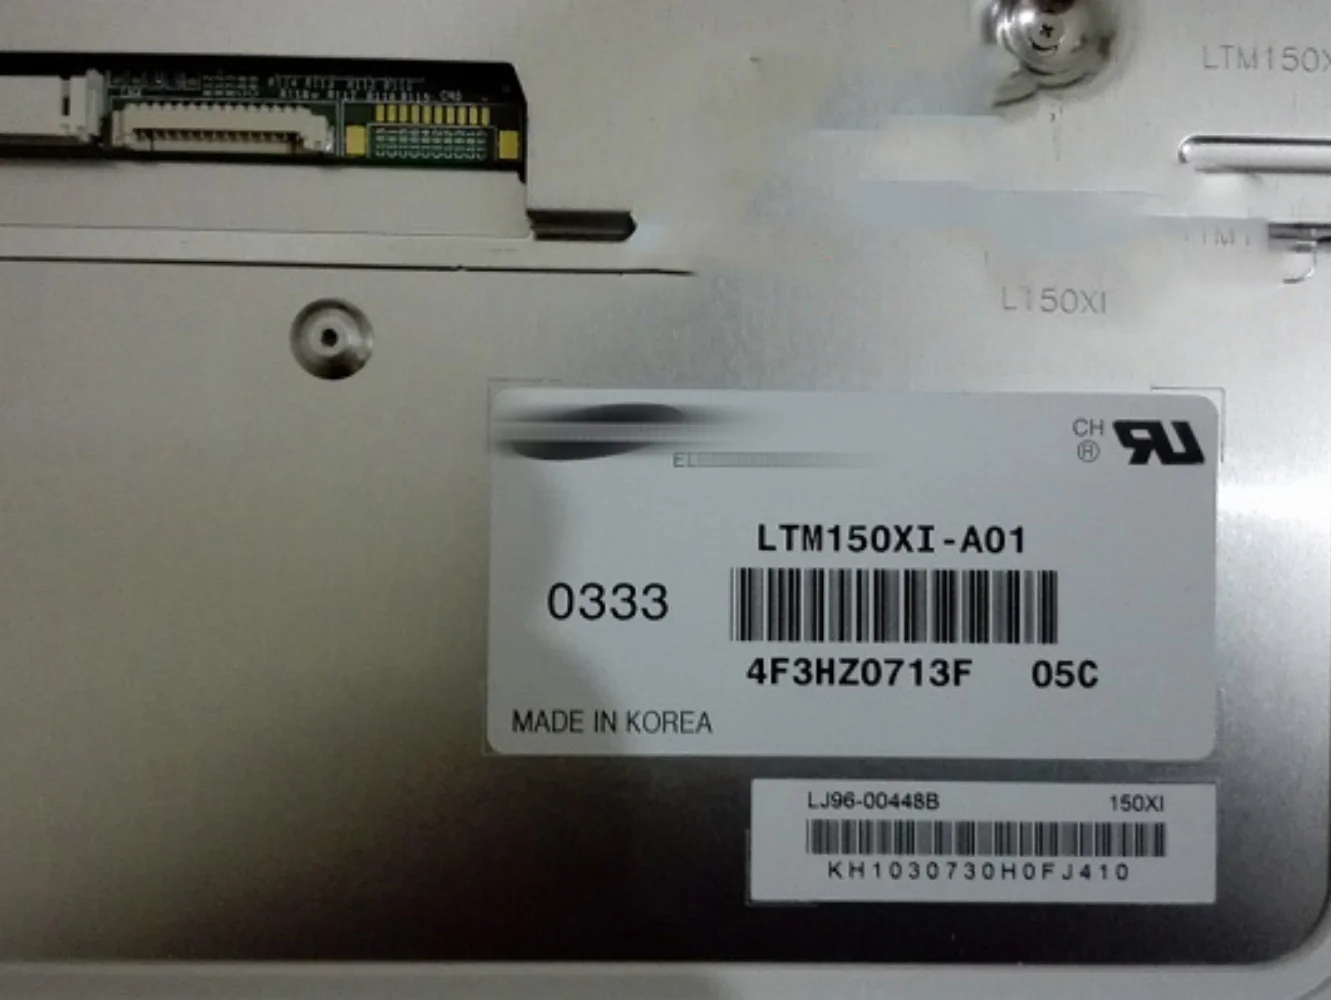 LTM150X
L150XI
CH
®
LTM150XI-A01
0333
4F3HZ0713F 05C
MADE IN KOREA
LJ96-00448B 150XI
KH1030730H0FJ410